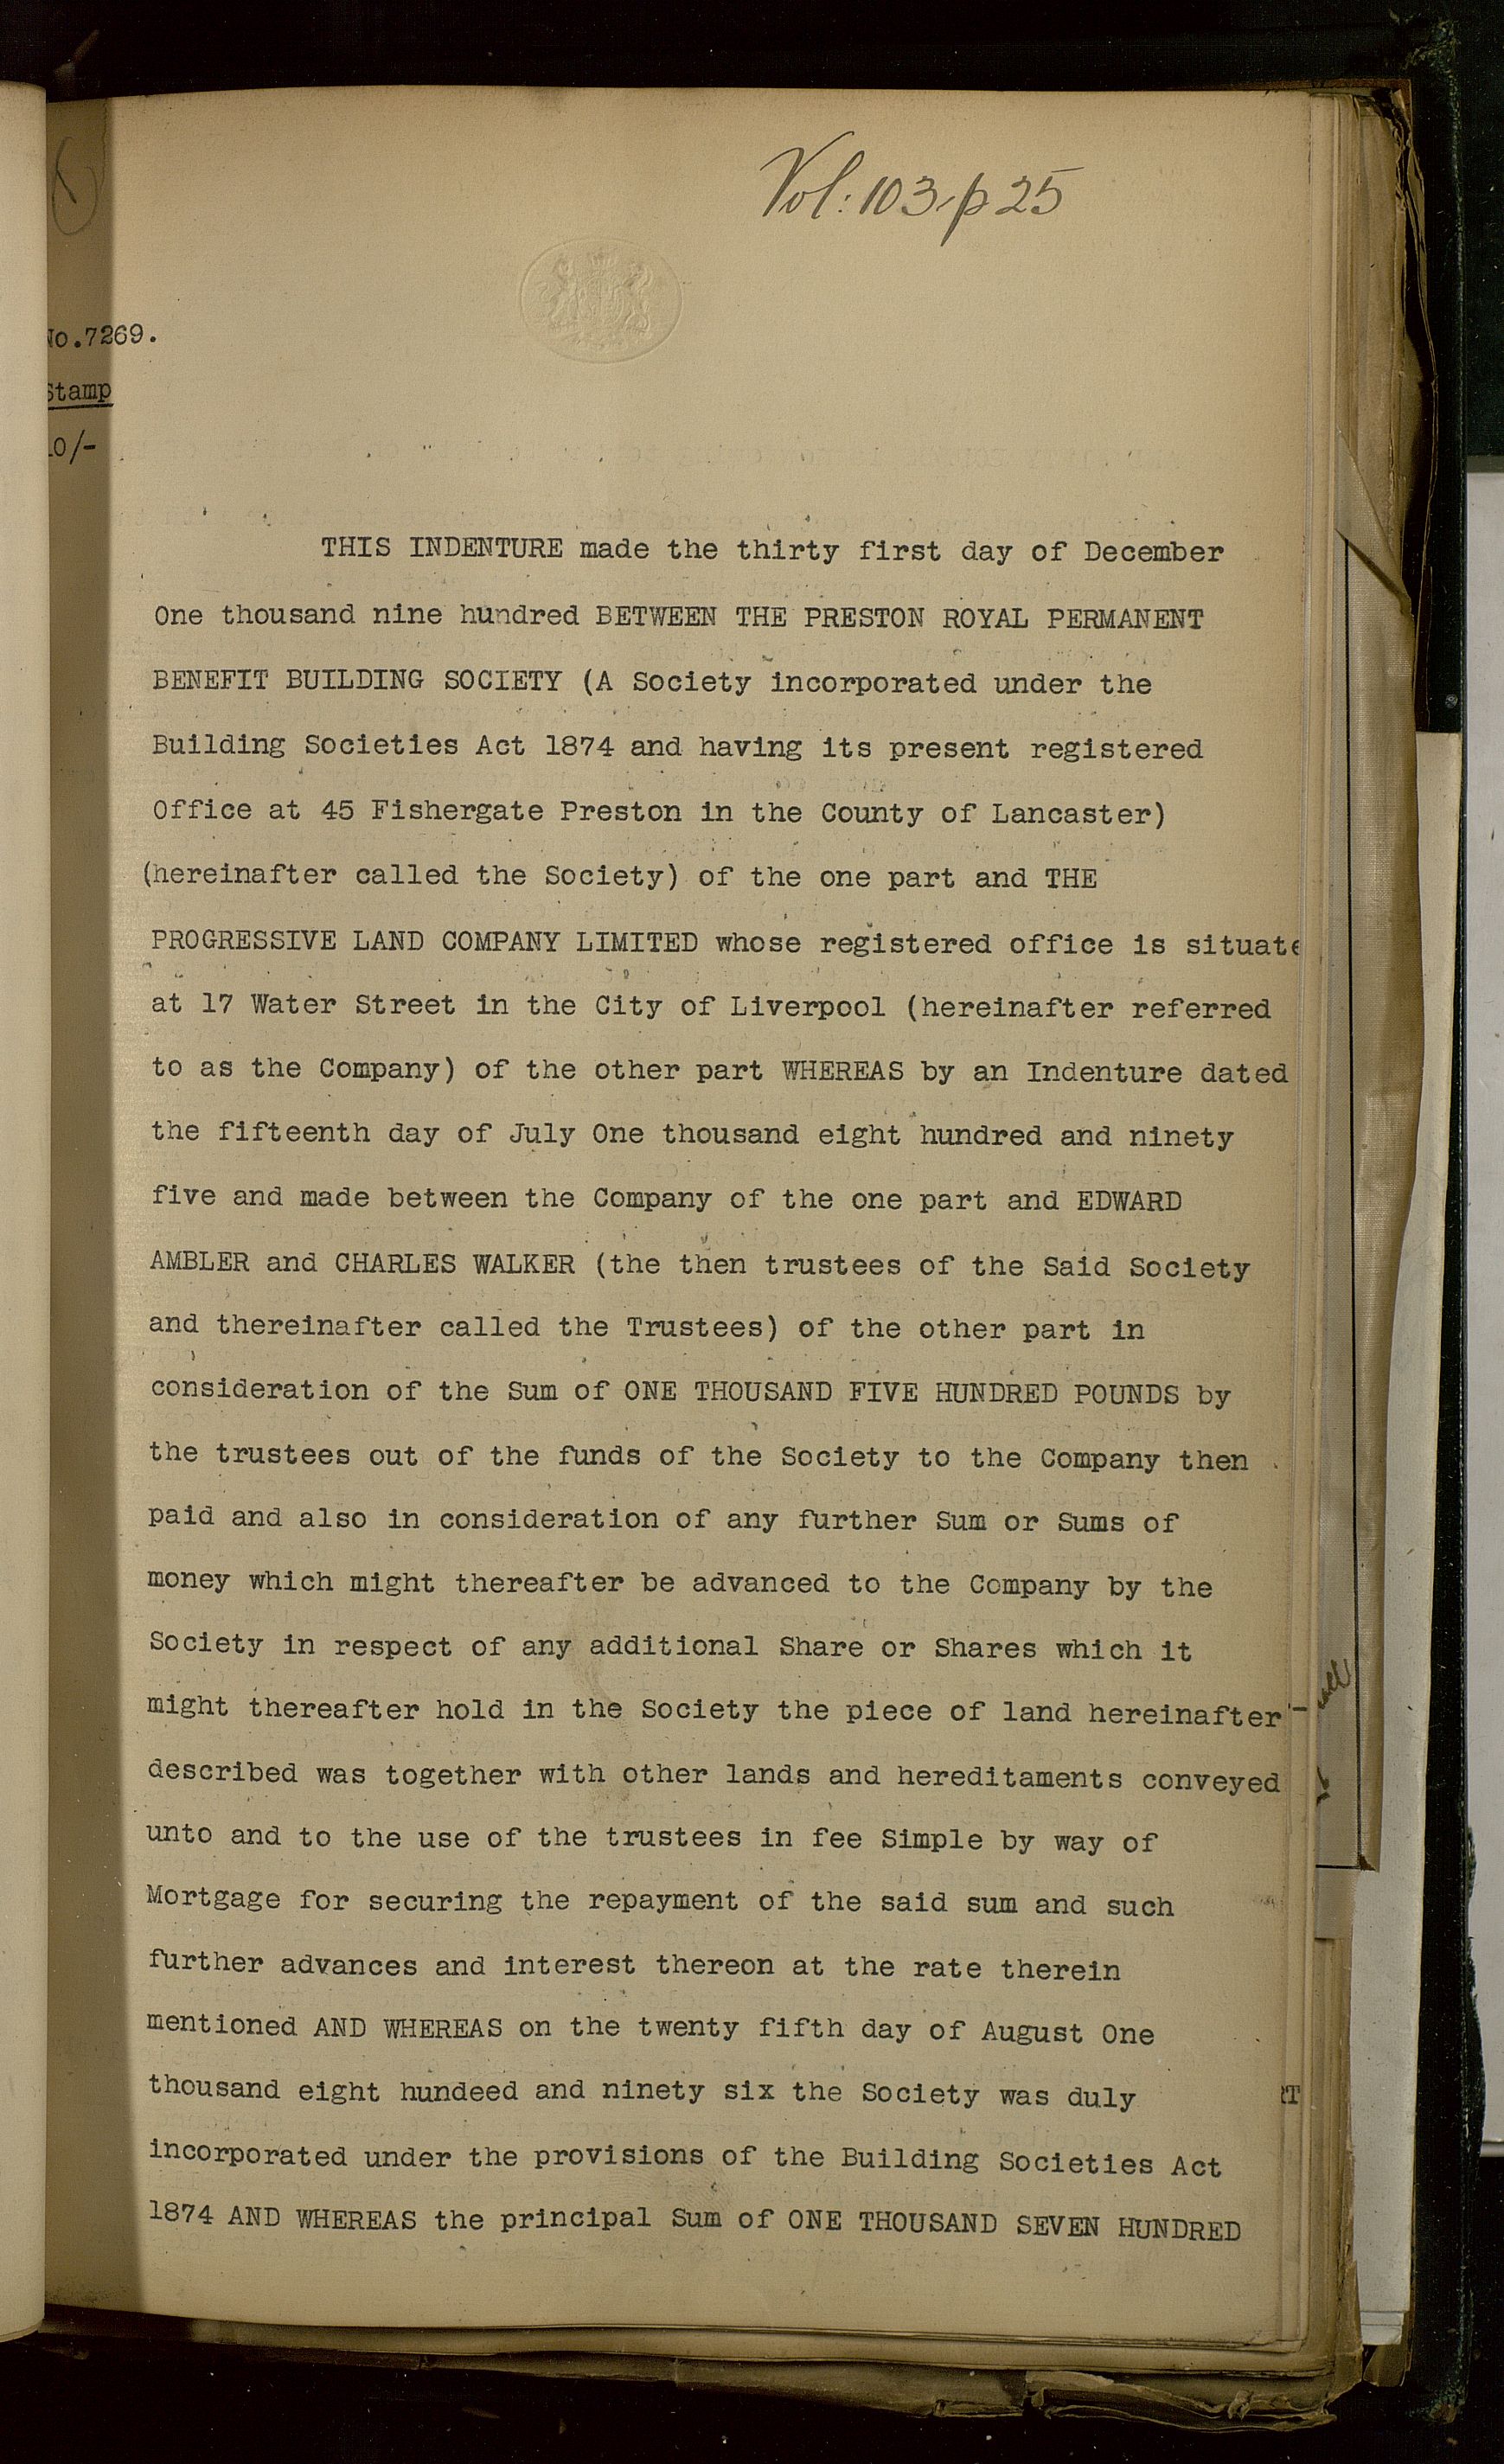 Vol: 103 p 25
No.7269.
Stamp
10/-
THIS INDENTURE made the thirty first day of December
One thousand nine hundred BETWEEN THE PRESTON ROYAL PERMANENT
BENEFIT BUILDING SOCIETY (A Society incorporated under the
Building Societies Act 1874 and having its present registered
Office at 45 Fishergate Preston in the County of Lancaster)
(hereinafter called the Society) of the one part and THE
PROGRESSIVE LAND COMPANY LIMITED whose registered office is situate
at 17 Water Street in the City of Liverpool (hereinafter referred
to as the Company) of the other part WHEREAS by an Indenture dated
the fifteenth day of July One thousand eight hundred and ninety
five and made between the Company of the one part and EDWARD
AMBLER and CHARLES WALKER (the then trustees of the Said Society
and thereinafter called the Trustees) of the other part in
consideration of the Sum of ONE THOUSAND FIVE HUNDRED POUNDS by
the trustees out of the funds of the Society to the Company then
paid and also in consideration of any further Sum or Sums of
money which might thereafter be advanced to the Company by the
Society in respect of any additional Share or Shares which it
might thereafter hold in the Society the piece of land hereinafter
described was together with other lands and hereditaments conveyed
unto and to the use of the trustees in fee Simple by way of
Mortgage for securing the repayment of the said sum and such
further advances and interest thereon at the rate therein
mentioned AND WHEREAS on the twenty fifth day of August One
thousand eight hundeed and ninety six the Society was duly
incorporated under the provisions of the Building Societies Act
1874 AND WHEREAS the principal Sum of ONE THOUSAND SEVEN HUNDRED